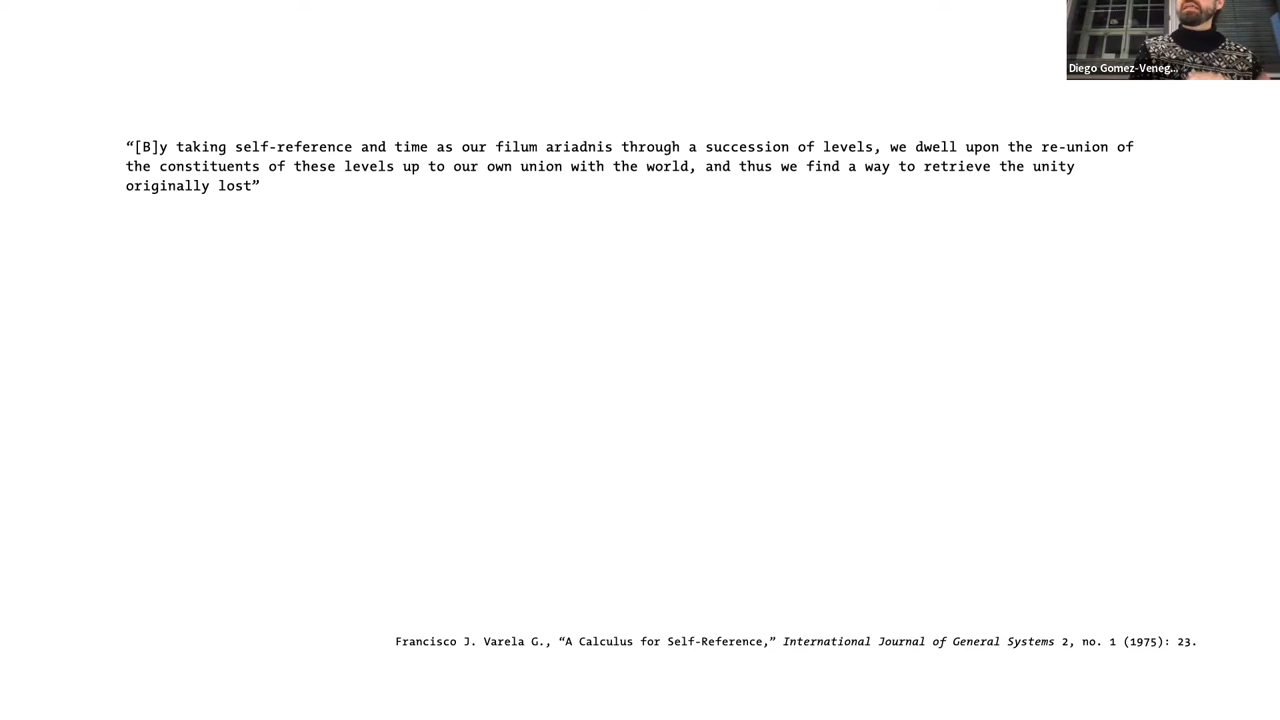 Diego Gomez-Veneg...
“[B]y taking self-reference and time as our filum ariadnis through a succession of levels, we dwell upon the re-union of
the constituents of these levels up to our own union with the world, and thus we find a way to retrieve the unity
originally lost”
Francisco J. Varela G., “A Calculus for Self-Reference,” International Journal of General Systems 2, no. 1 (1975): 23.